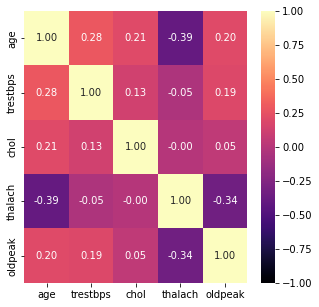 age 1.00 0.28 0.21 -0.39 0.20
trestbps 0.28 1.00 0.13 -0.05 0.19
chol 0.21 0.13 1.00 -0.00 0.05
thalach -0.39 -0.05 -0.00 1.00 -0.34
oldpeak 0.20 0.19 0.05 -0.34 1.00
age trestbps chol thalach oldpeak
1.00
0.75
0.50
0.25
0.00
−0.25
−0.50
−0.75
−1.00